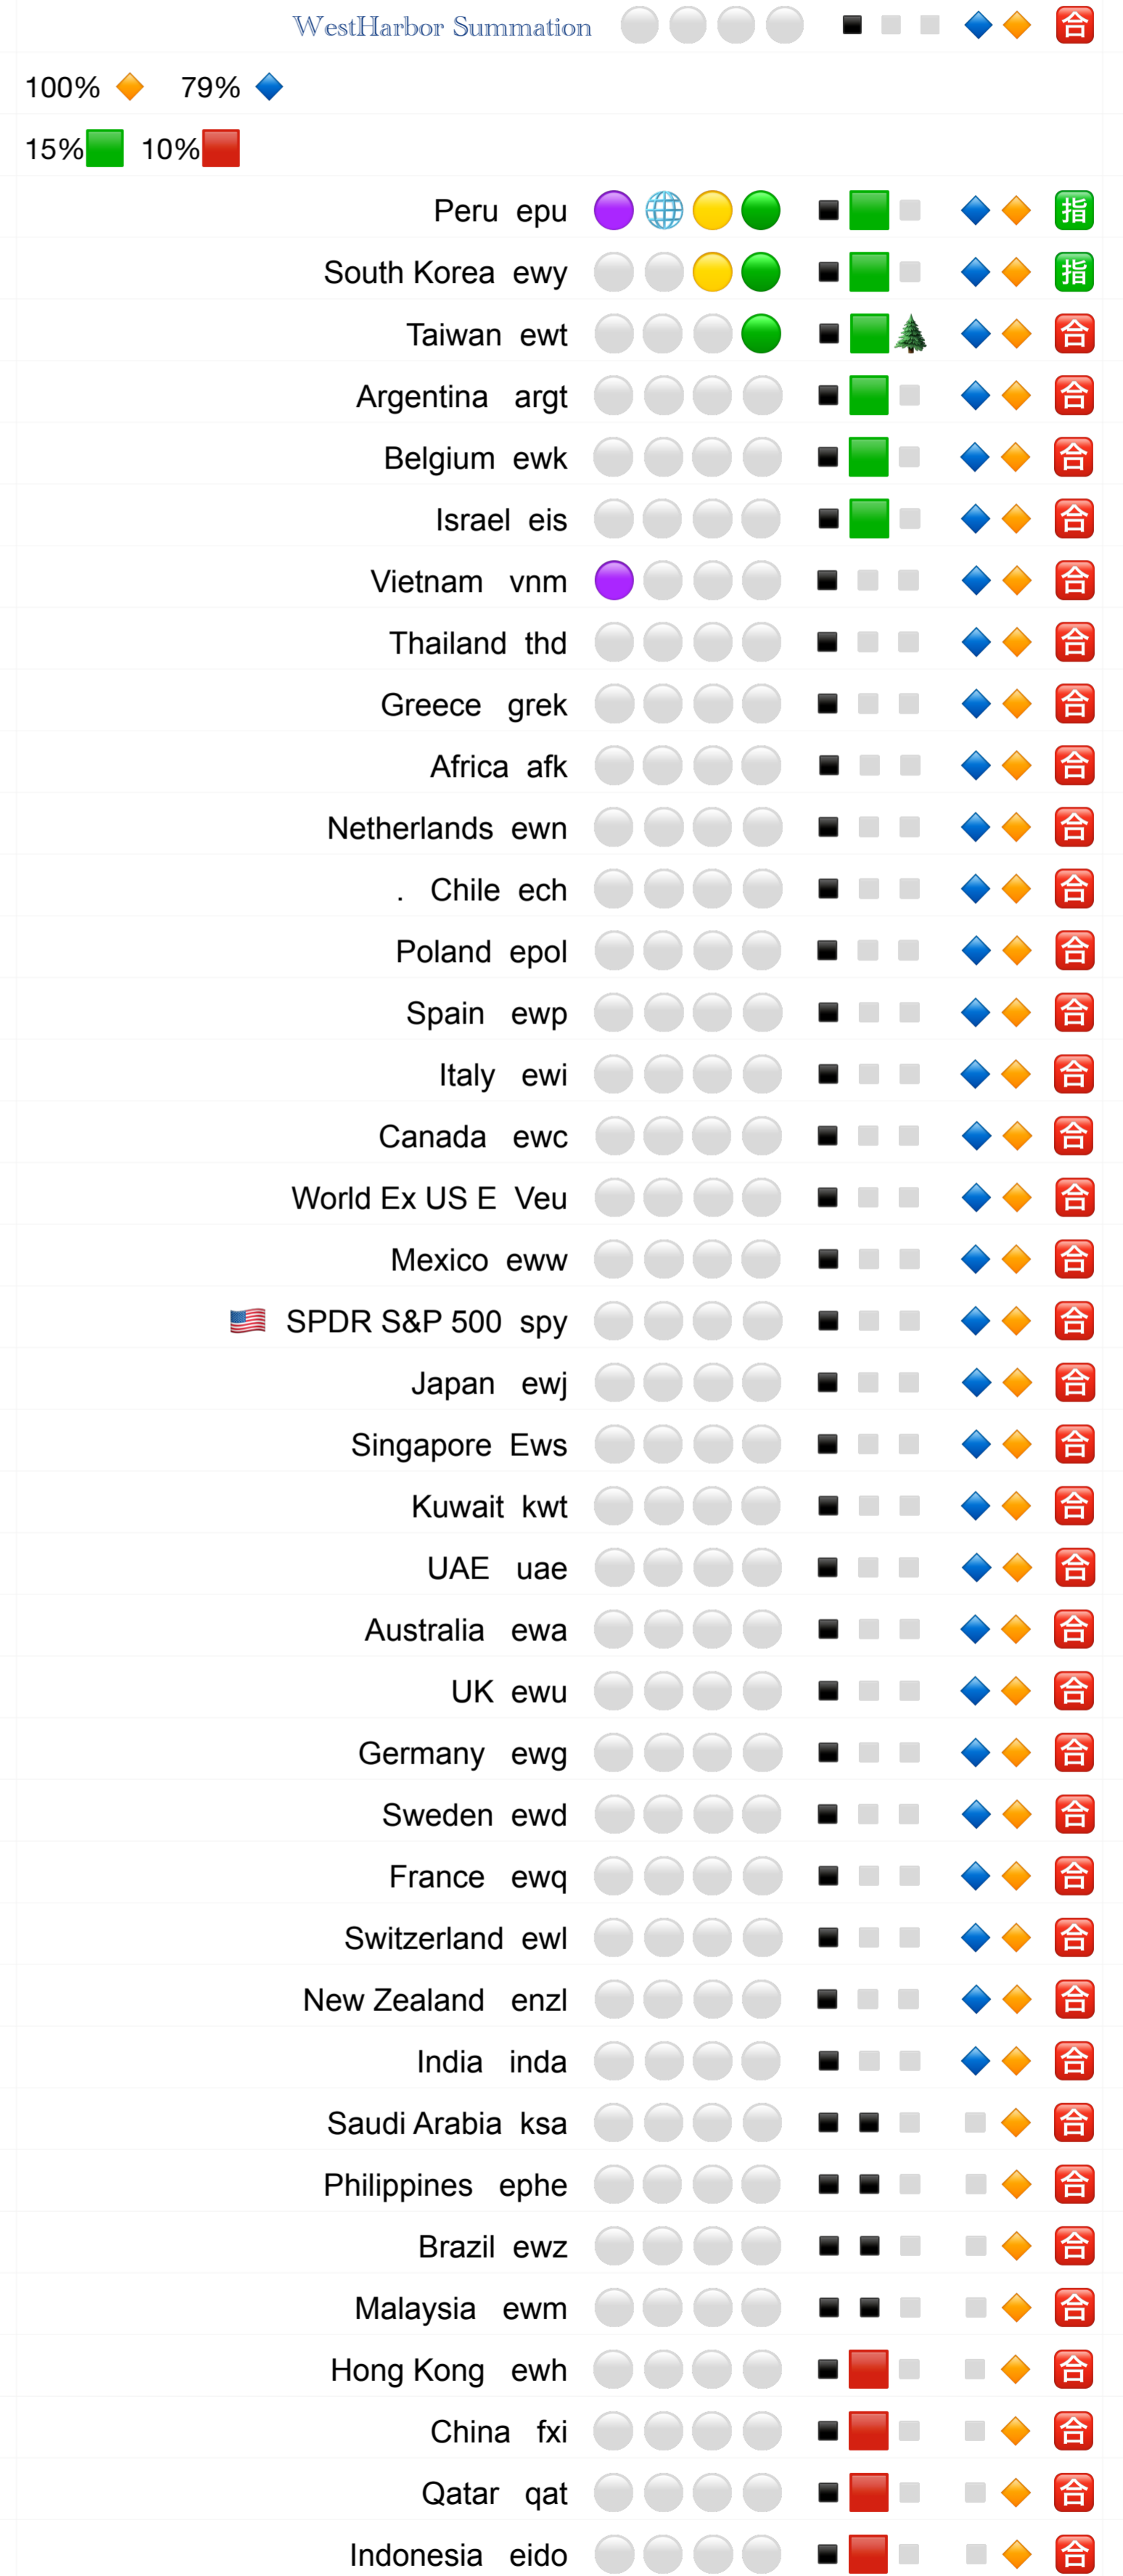 WestHarbor Summation 合
100% 79%
15% 10%
Peru epu 指
South Korea ewy 指
Taiwan ewt 合
Argentina argt 合
Belgium ewk 合
Israel eis 合
Vietnam vnm 合
Thailand thd 合
Greece grek 合
Africa afk 合
Netherlands ewn 合
. Chile ech 合
Poland epol 合
Spain ewp 合
Italy ewi 合
Canada ewc 合
World Ex US E Veu 合
Mexico eww 合
SPDR S&P 500 spy 合
Japan ewj 合
Singapore Ews 合
Kuwait kwt 合
UAE uae 合
Australia ewa 合
UK ewu 合
Germany ewg 合
Sweden ewd 合
France ewq 合
Switzerland ewl 合
New Zealand enzl 合
India inda 合
Saudi Arabia ksa 合
Philippines ephe 合
Brazil ewz 合
Malaysia ewm 合
Hong Kong ewh 合
China fxi 合
Qatar qat 合
Indonesia eido 合